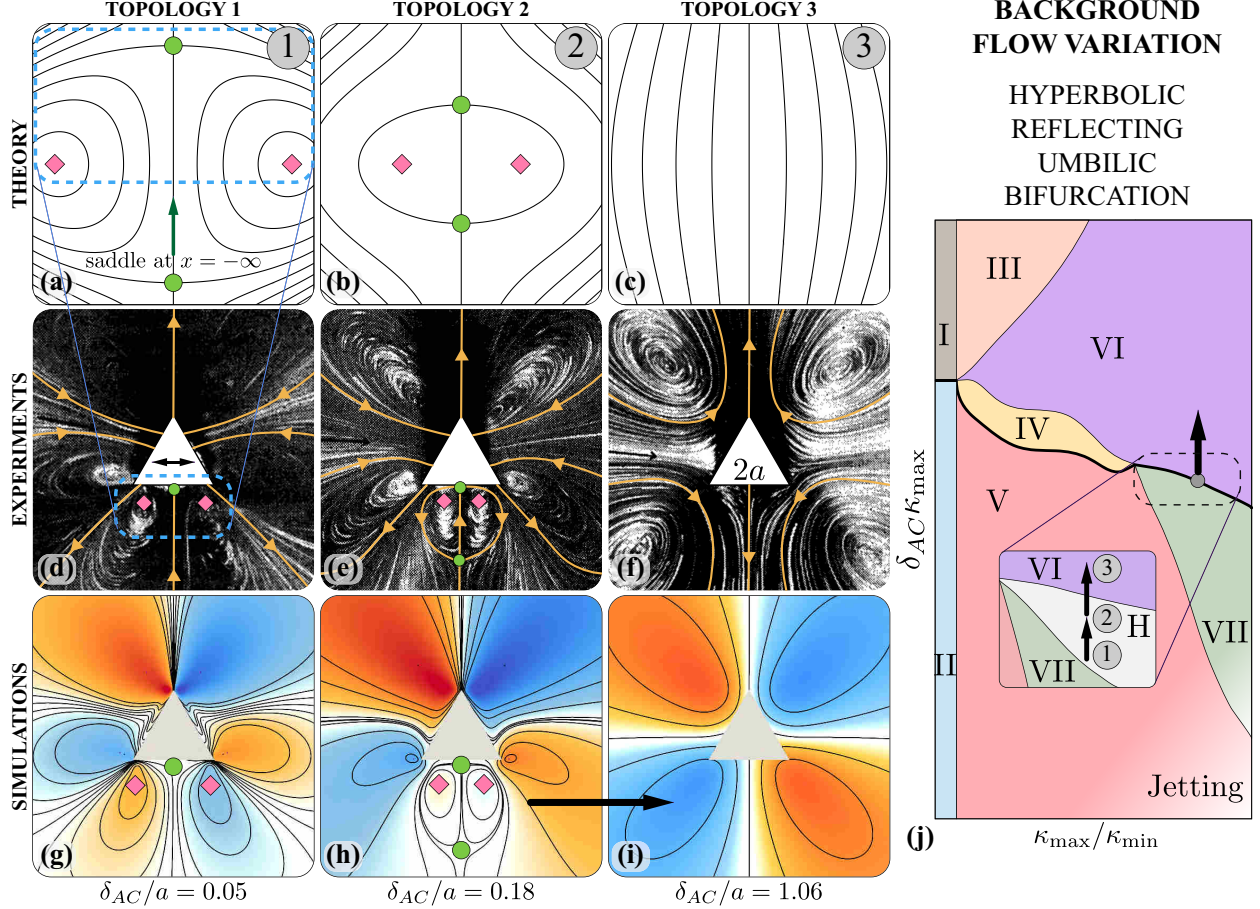 TOPOLOGY 1
TOPOLOGY 2
TOPOLOGY 3
THEORY
1
saddle at x = −∞
(a)
2
(b)
3
(c)
EXPERIMENTS
(d)
(e)
2a
(f)
SIMULATIONS
(g)
(h)
(i)
δ_AC/a = 0.05
δ_AC/a = 0.18
δ_AC/a = 1.06
BACKGROUND
FLOW VARIATION
HYPERBOLIC
REFLECTING
UMBILIC
BIFURCATION
δ_AC κ_max
I
III
VI
IV
V
II
VII
VI
3
2
H
1
VII
Jetting
(j)
κ_max/κ_min